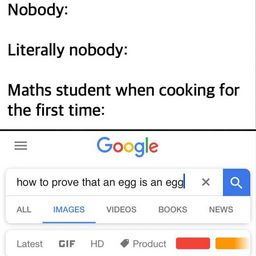 Nobody:
Literally nobody:
Maths student when cooking for
the first time:
Google
how to prove that an egg is an egg
ALL IMAGES VIDEOS BOOKS NEWS
Latest GIF HD Product